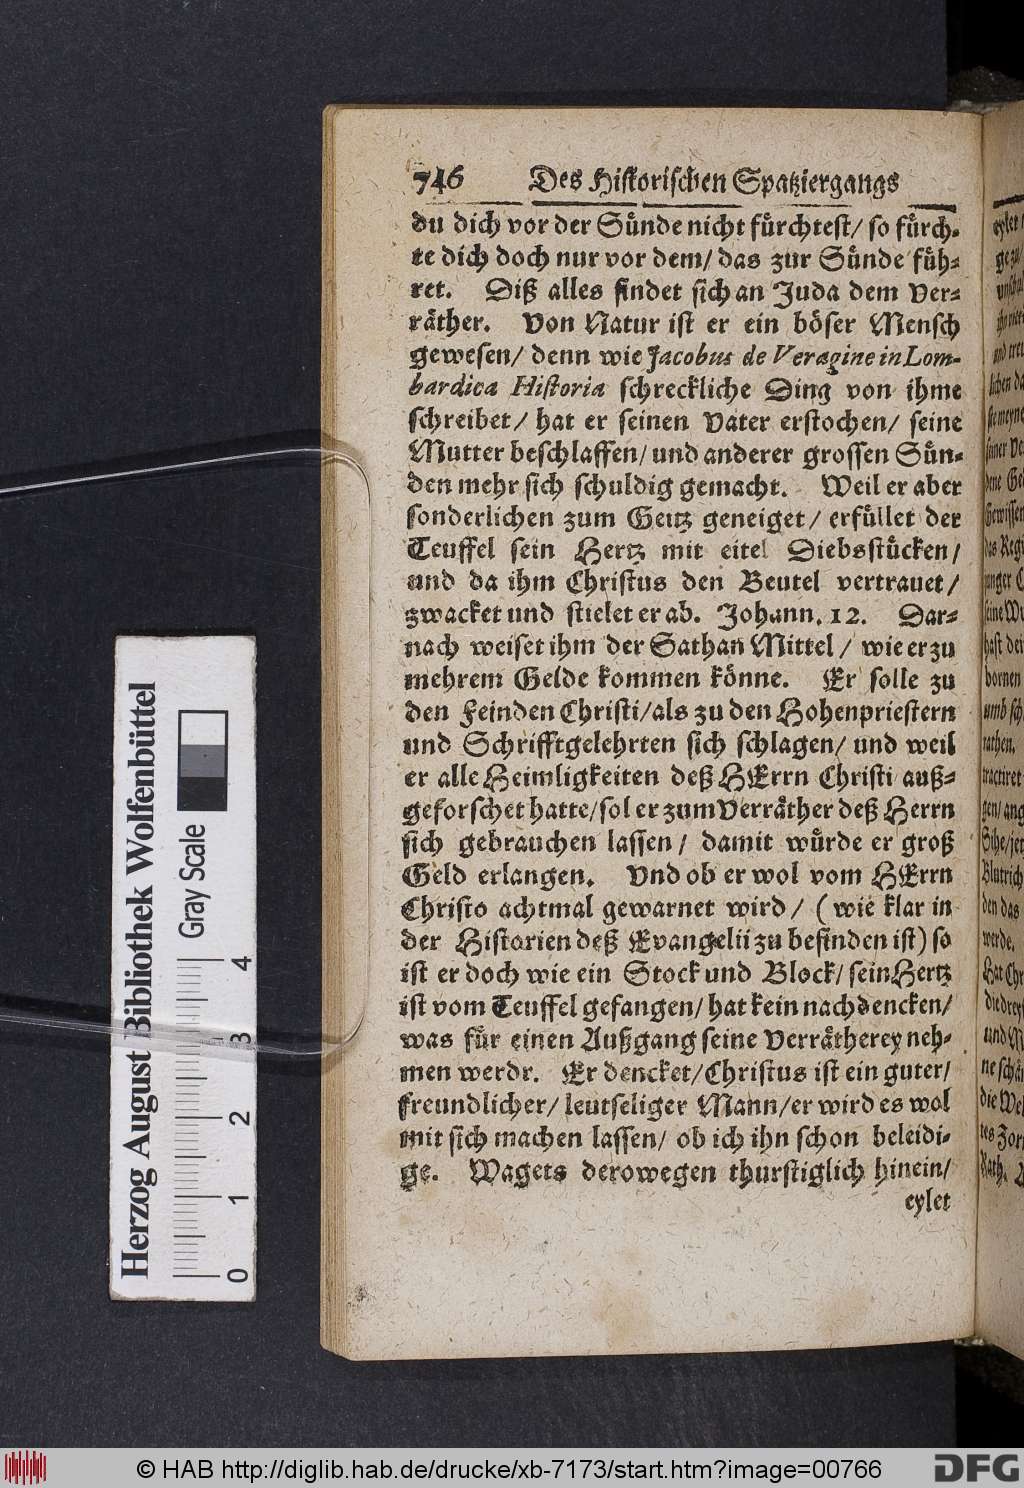 746 Des Historischen Spatziergangs
du dich vor der Sünde nicht fürchtest/ so fürch-
te dich doch nur vor dem/ das zur Sünde füh-
ret. Diß alles findet sich an Juda dem Ver-
räther. Von Natur ist er ein böser Mensch
gewesen/ denn wie Jacobus de Veragine in Lom-
bardica Historia schreckliche Ding von ihme
schreibet/ hat er seinen Vater erstochen/ seine
Mutter beschlaffen/ und anderer grossen Sün-
den mehr sich schuldig gemacht. Weil er aber
sonderlichen zum Geitz geneiget/ erfüllet der
Teuffel sein Hertz mit eitel Diebsstücken/
und da ihm Christus den Beutel vertrauet/
zwacket und stielet er ab. Johann. 12. Dar-
nach weiset ihm der Sathan Mittel/ wie er zu
mehrem Gelde kommen könne. Er solle zu
den Feinden Christi/ als zu den Hohenpriestern
und Schrifftgelehrten sich schlagen/ und weil
er alle Heimligkeiten deß HErrn Christi auß-
geforschet hatte/ sol er zum Verräther deß Herrn
sich gebrauchen lassen/ damit würde er groß
Geld erlangen. Und ob er wol vom HErrn
Christo achtmal gewarnet wird/ (wie klar in
der Historien deß Evangelii zu befinden ist) so
ist er doch wie ein Stock und Block/ sein Hertz
ist vom Teuffel gefangen/ hat kein nachdencken/
was für einen Außgang seine Verrätherey neh-
men werdr. Er dencket/ Christus ist ein guter/
freundlicher/ leutseliger Mann/ er wird es wol
mit sich machen lassen/ ob ich ihn schon beleidi-
ge. Wagets derowegen thurstiglich hinein/
eylet
Herzog August Bibliothek Wolfenbüttel
Gray Scale
0 1 2 3 4
© HAB http://diglib.hab.de/drucke/xb-7173/start.htm?image=00766
DFG